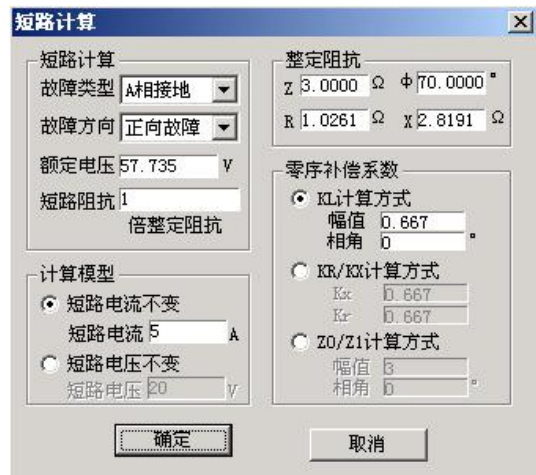 短路计算
短路计算
故障类型 A相接地
故障方向 正向故障
额定电压 57.735 V
短路阻抗 1
倍整定阻抗
计算模型
短路电流不变
短路电流 5 A
短路电压不变
短路电压 20 V
整定阻抗
Z 3.0000 Ω Φ 70.0000 °
R 1.0261 Ω X 2.8191 Ω
零序补偿系数
KL计算方式
幅值 0.667
相角 0 °
KR/KX计算方式
Kx 0.667
Kr 0.667
Z0/Z1计算方式
幅值 3
相角 0 °
确定
取消